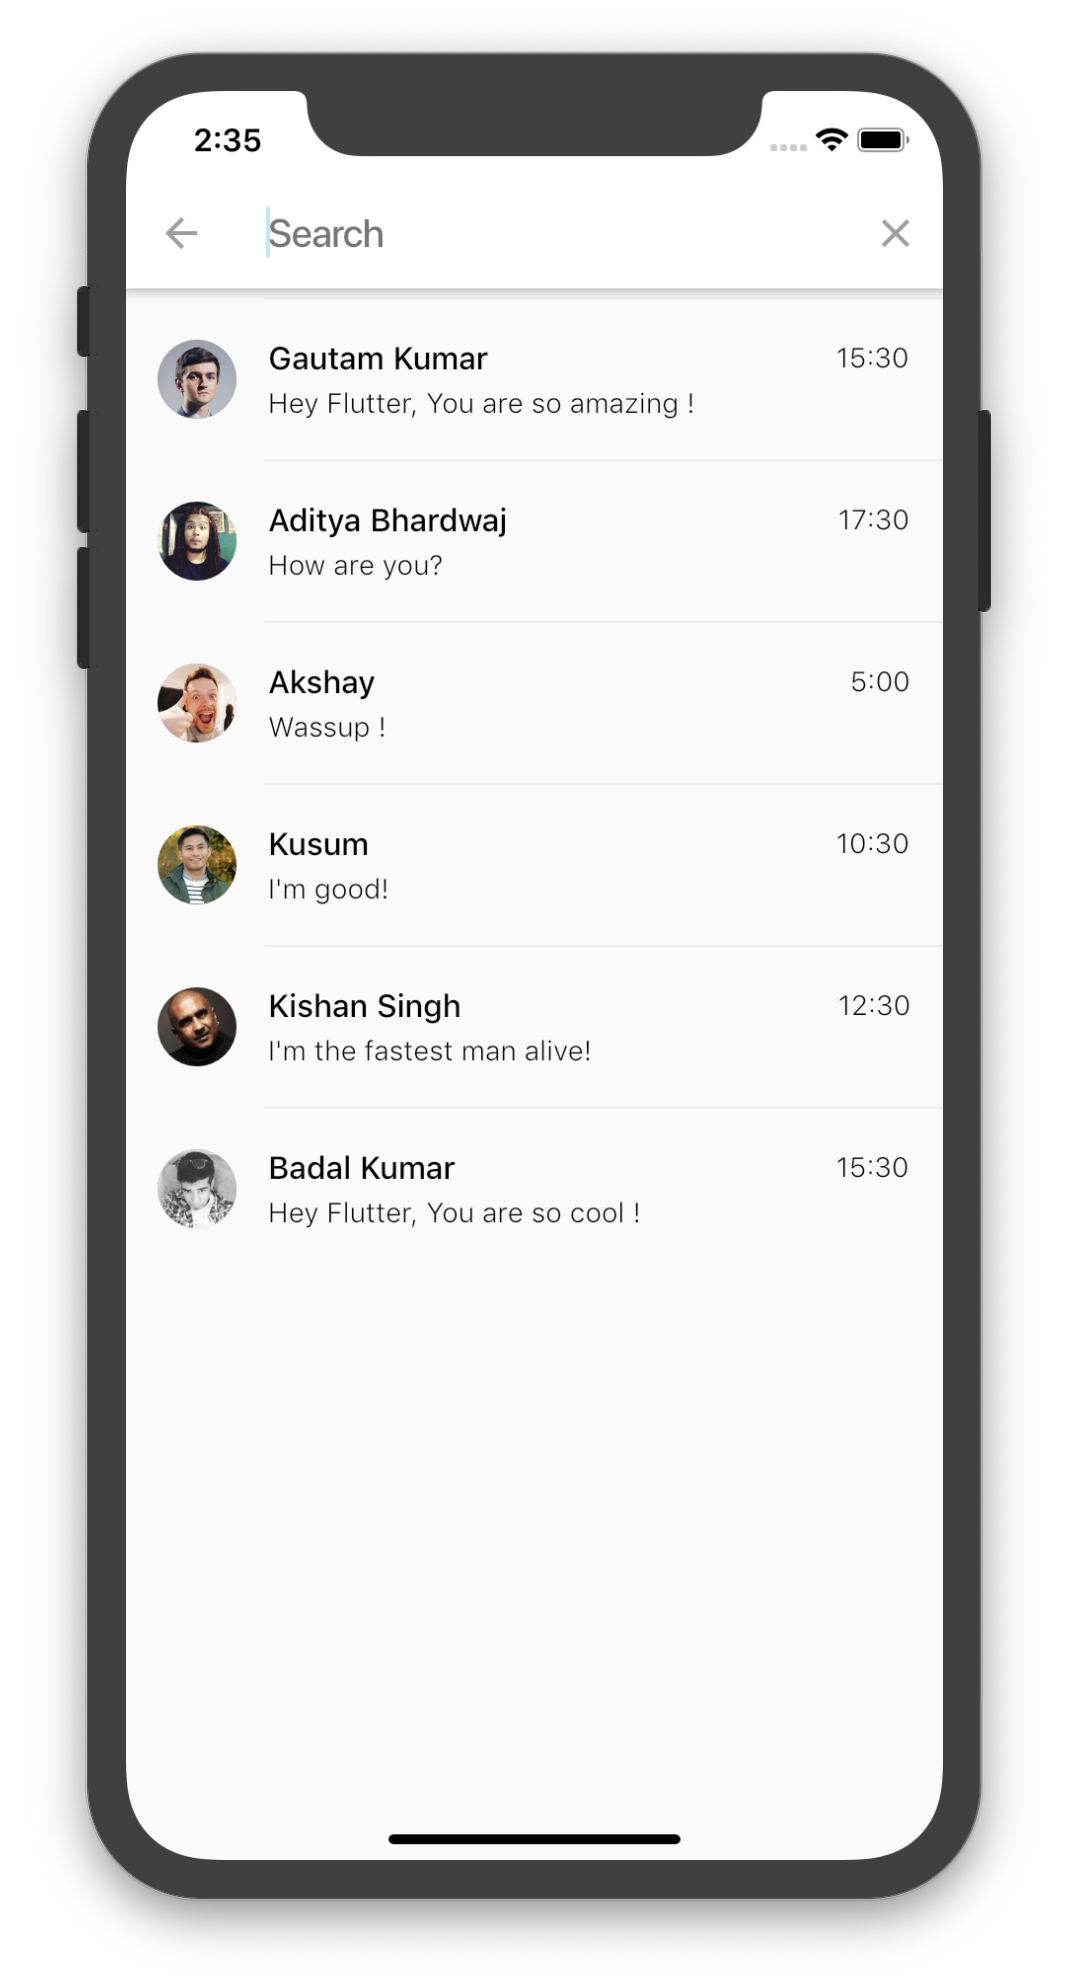 2:35
Search
Gautam Kumar 15:30
Hey Flutter, You are so amazing !
Aditya Bhardwaj 17:30
How are you?
Akshay 5:00
Wassup !
Kusum 10:30
I'm good!
Kishan Singh 12:30
I'm the fastest man alive!
Badal Kumar 15:30
Hey Flutter, You are so cool !